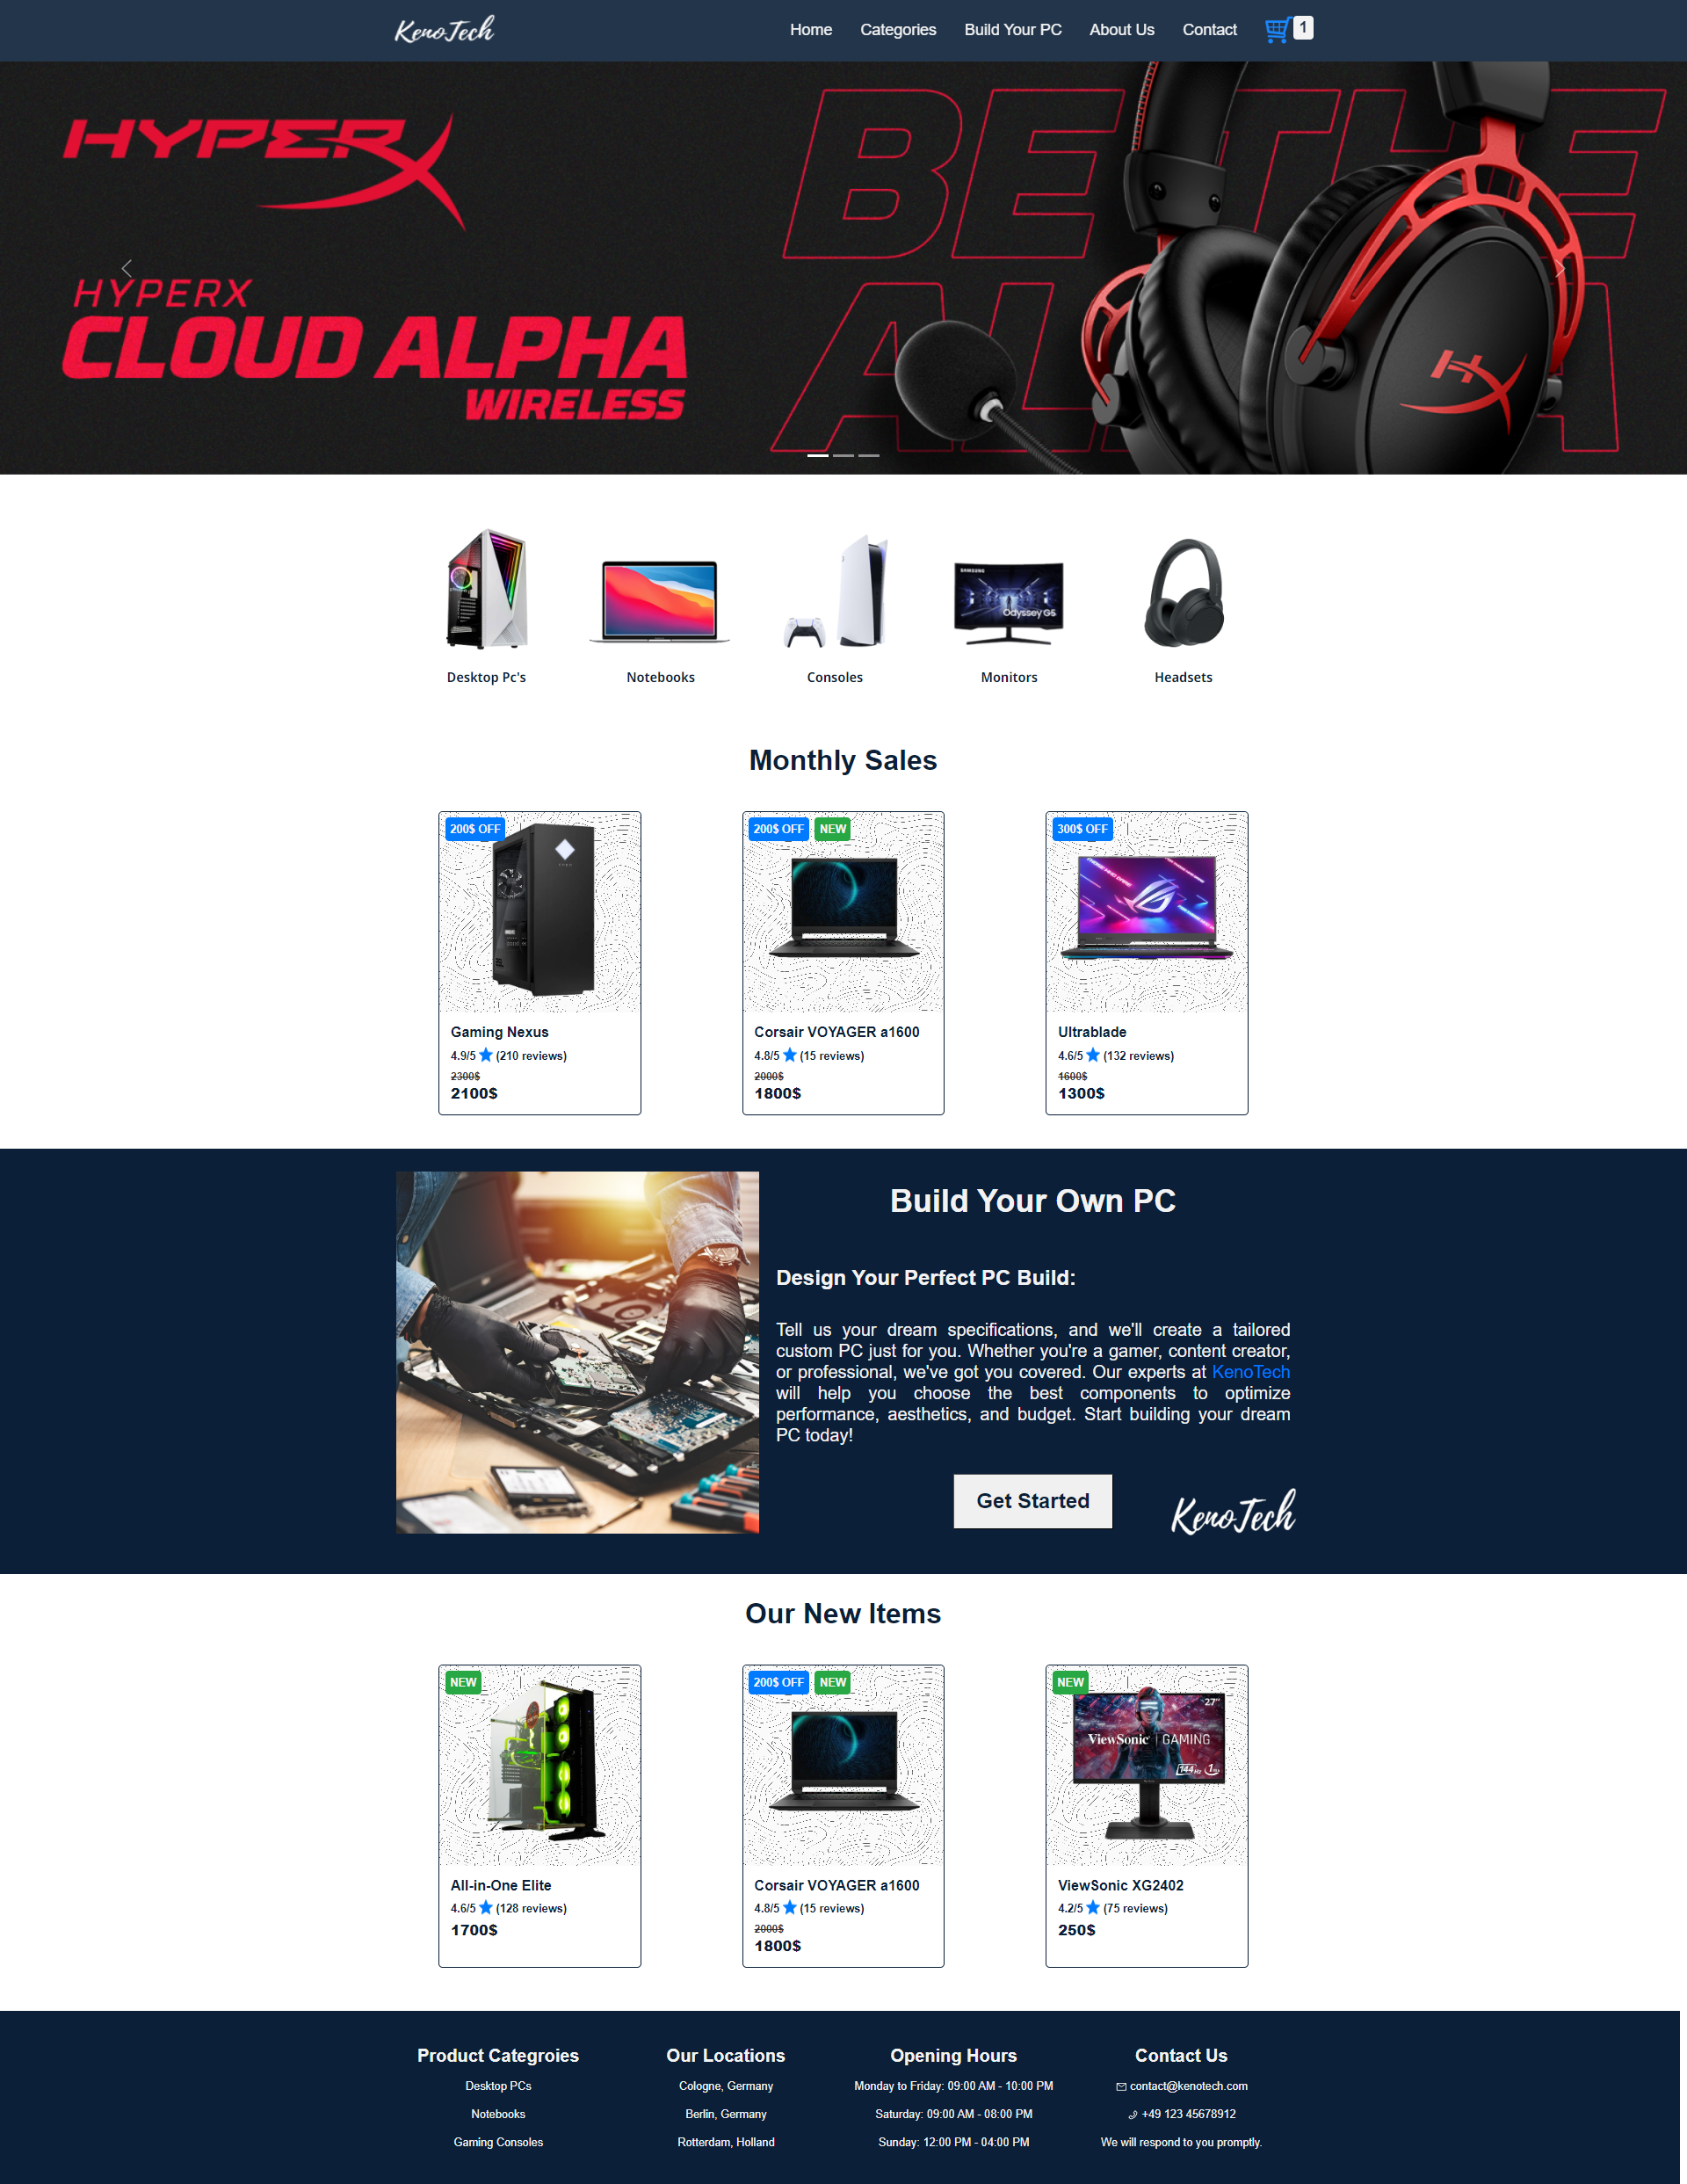 KenoTech
Home Categories Build Your PC About Us Contact 1
BE THE
HYPERX
HYPERX
CLOUD ALPHA
WIRELESS
HX
SAMSUNG
Odyssey G5
Desktop Pc's Notebooks Consoles Monitors Headsets
Monthly Sales
200$ OFF
200$ OFF NEW
300$ OFF
Gaming Nexus
4.9/5 (210 reviews)
2300$
2100$
Corsair VOYAGER a1600
4.8/5 (15 reviews)
2000$
1800$
Ultrablade
4.6/5 (132 reviews)
1600$
1300$
Build Your Own PC
Design Your Perfect PC Build:
Tell us your dream specifications, and we'll create a tailored
custom PC just for you. Whether you're a gamer, content creator,
or professional, we've got you covered. Our experts at KenoTech
will help you choose the best components to optimize
performance, aesthetics, and budget. Start building your dream
PC today!
Get Started
KenoTech
Our New Items
NEW
200$ OFF NEW
NEW
27"
ViewSonic GAMING
144Hz 1
All-in-One Elite
4.6/5 (128 reviews)
1700$
Corsair VOYAGER a1600
4.8/5 (15 reviews)
2000$
1800$
ViewSonic XG2402
4.2/5 (75 reviews)
250$
Product Categroies
Desktop PCs
Notebooks
Gaming Consoles
Our Locations
Cologne, Germany
Berlin, Germany
Rotterdam, Holland
Opening Hours
Monday to Friday: 09:00 AM - 10:00 PM
Saturday: 09:00 AM - 08:00 PM
Sunday: 12:00 PM - 04:00 PM
Contact Us
contact@kenotech.com
+49 123 45678912
We will respond to you promptly.